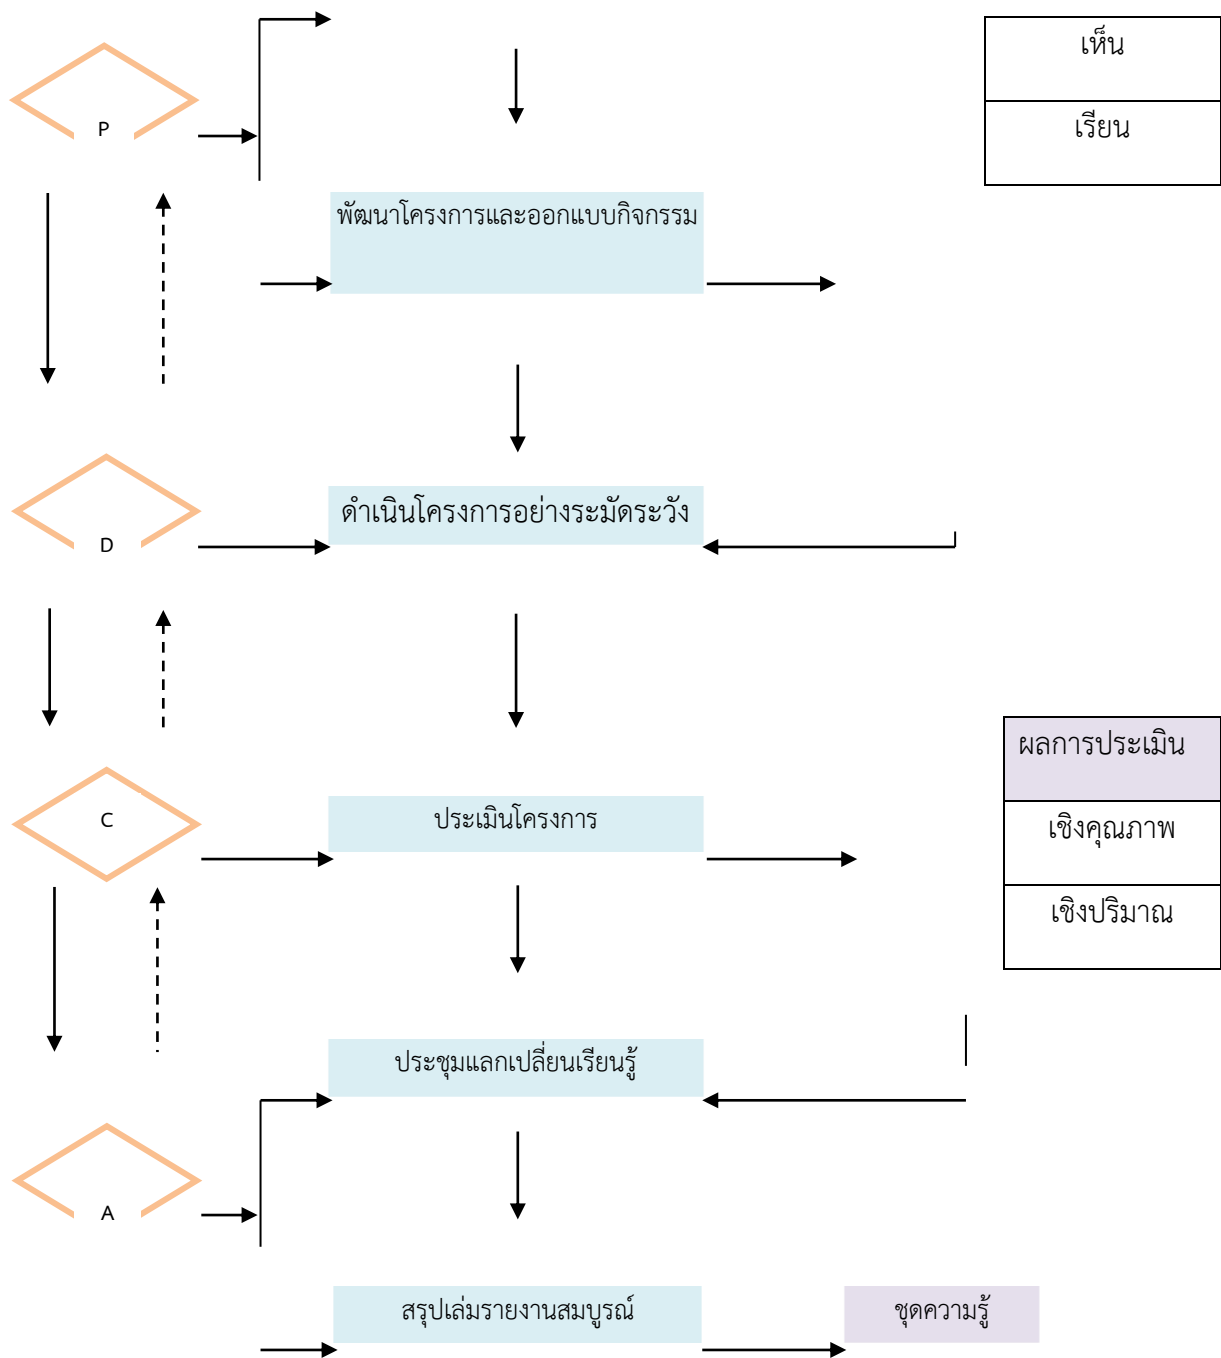 เห็น
P
เรียน
พัฒนาโครงการและออกแบบกิจกรรม
D
ดำเนินโครงการอย่างระมัดระวัง
ผลการประเมิน
C
ประเมินโครงการ
เชิงคุณภาพ
เชิงปริมาณ
ประชุมแลกเปลี่ยนเรียนรู้
A
สรุปเล่มรายงานสมบูรณ์
ชุดความรู้